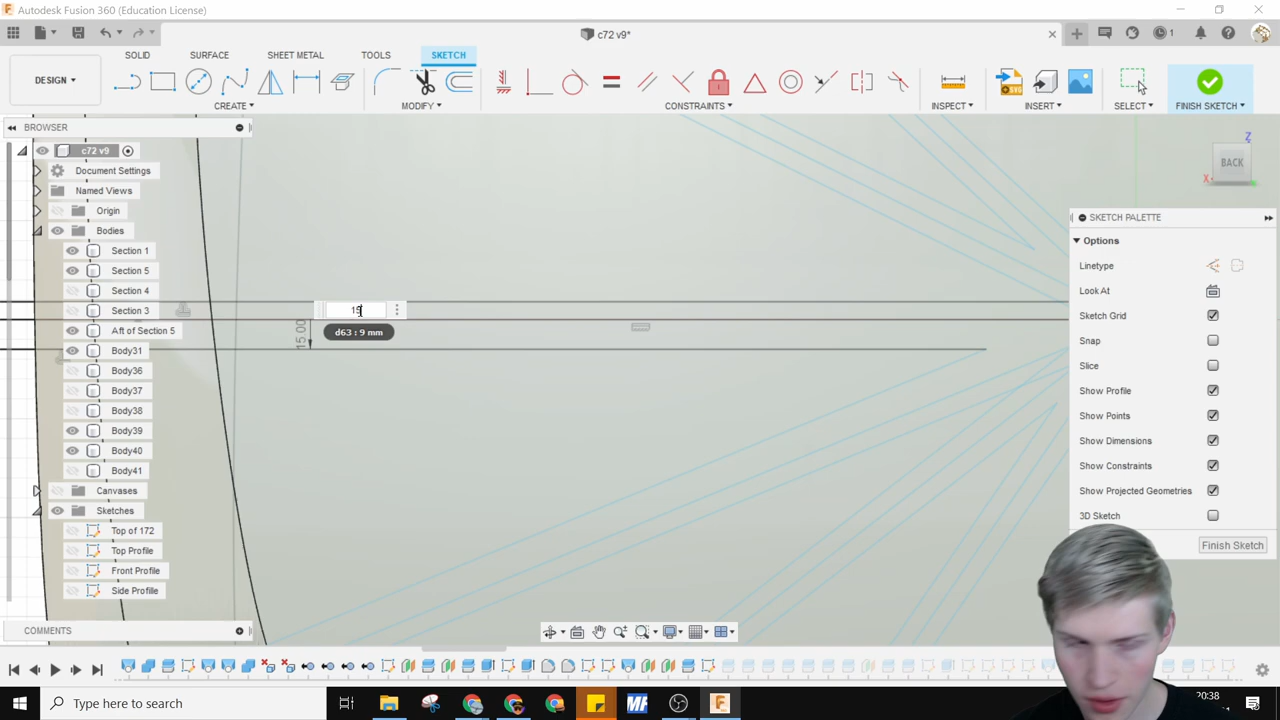 Autodesk Fusion 360 (Education License)
c72 v9*
1
DESIGN
SOLID SURFACE SHEET METAL TOOLS SKETCH
CREATE MODIFY CONSTRAINTS INSPECT INSERT SELECT FINISH SKETCH
BROWSER
c72 v9
Document Settings
Named Views
Origin
Bodies
Section 1
Section 5
Section 4
Section 3
Aft of Section 5
Body31
Body36
Body37
Body38
Body39
Body40
Body41
Canvases
Sketches
Top of 172
Top Profile
Front Profile
Side Profille
COMMENTS
15
d63 : 9 mm
15.00
Z
BACK
X
SKETCH PALETTE
Options
Linetype
Look At
Sketch Grid
Snap
Slice
Show Profile
Show Points
Show Dimensions
Show Constraints
Show Projected Geometries
3D Sketch
Finish Sketch
Type here to search
MF
20:38